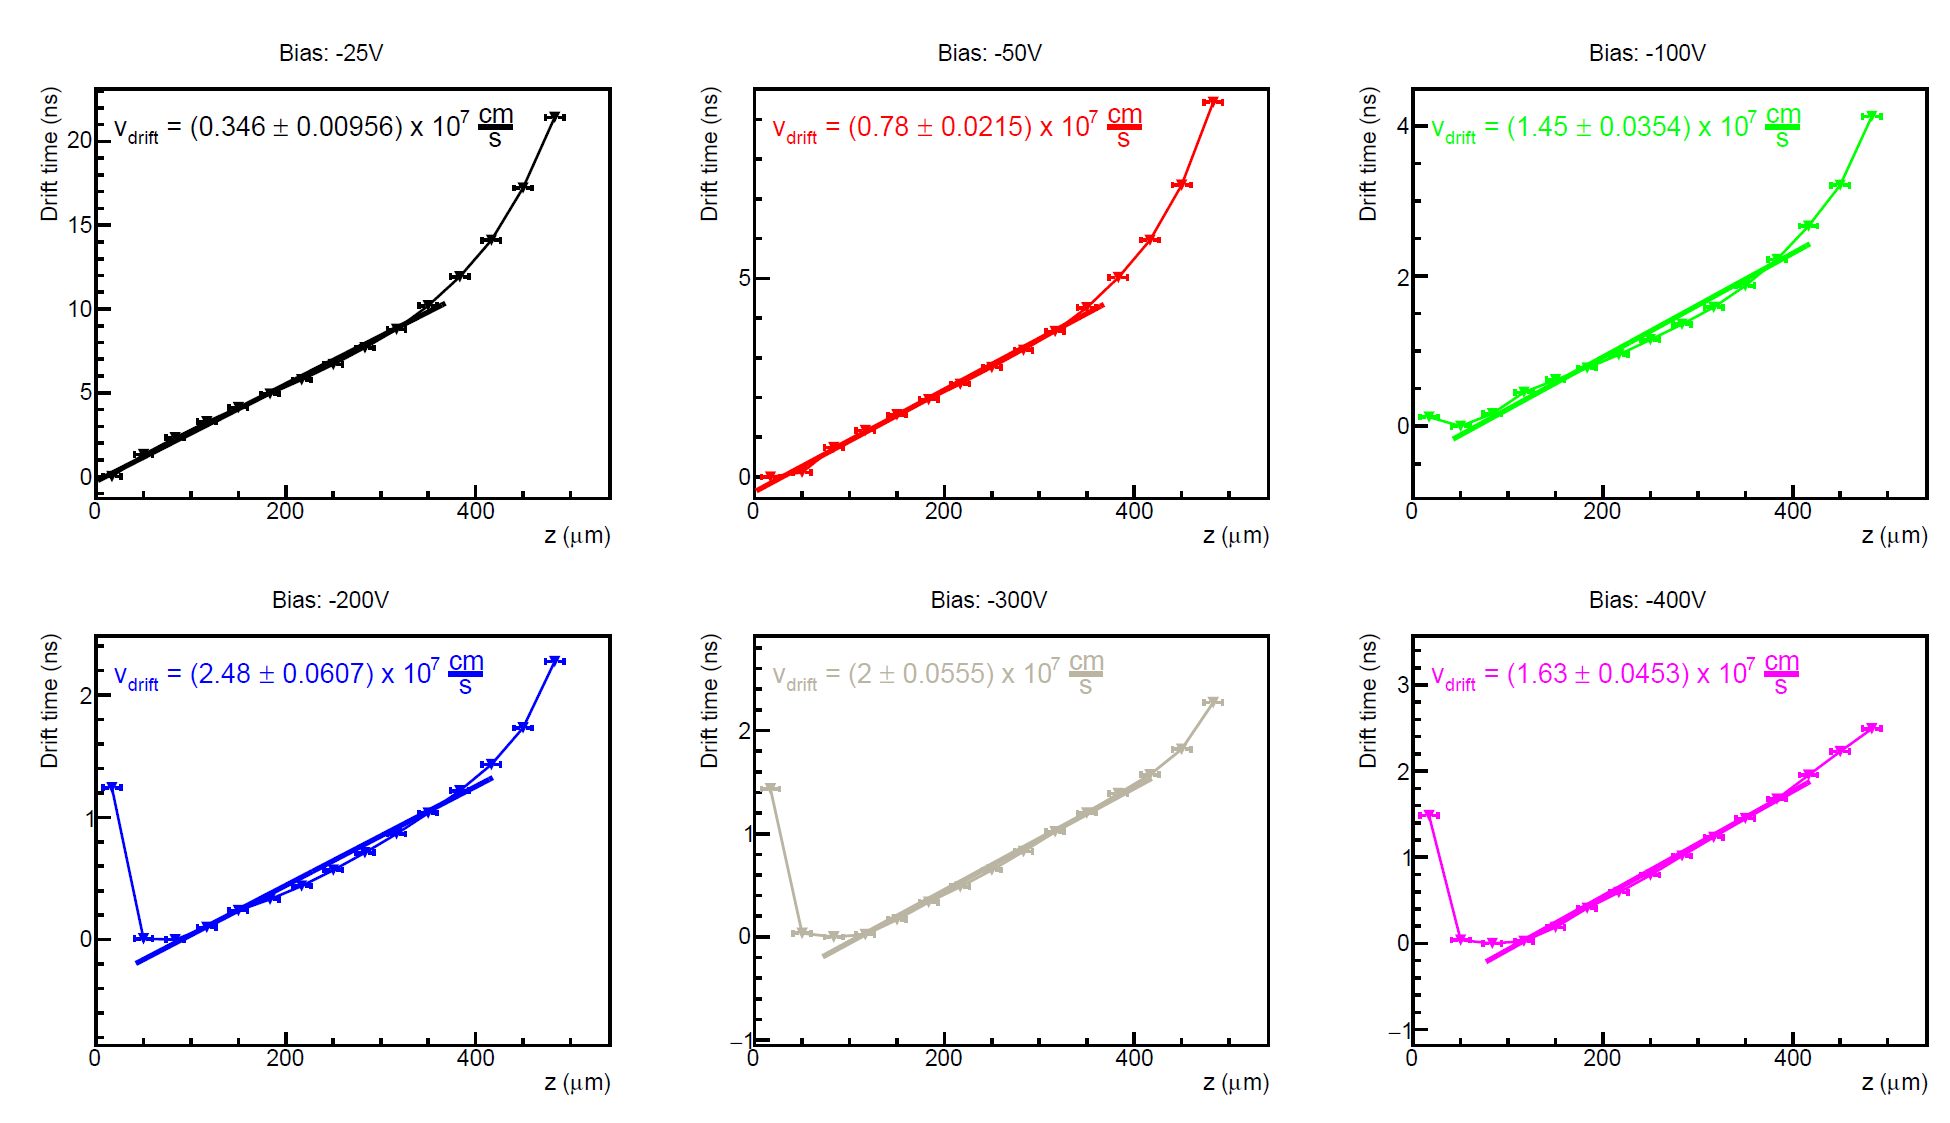 Bias: -25V
Drift time (ns)
v_drift = (0.346 ± 0.00956) x 10^7 cm/s
20
15
10
5
0
0 200 400
z (μm)
Bias: -50V
Drift time (ns)
v_drift = (0.78 ± 0.0215) x 10^7 cm/s
5
0
0 200 400
z (μm)
Bias: -100V
Drift time (ns)
v_drift = (1.45 ± 0.0354) x 10^7 cm/s
4
2
0
0 200 400
z (μm)
Bias: -200V
Drift time (ns)
v_drift = (2.48 ± 0.0607) x 10^7 cm/s
2
1
0
0 200 400
z (μm)
Bias: -300V
Drift time (ns)
v_drift = (2 ± 0.0555) x 10^7 cm/s
2
1
0
−1
0 200 400
z (μm)
Bias: -400V
Drift time (ns)
v_drift = (1.63 ± 0.0453) x 10^7 cm/s
3
2
1
0
−1
0 200 400
z (μm)